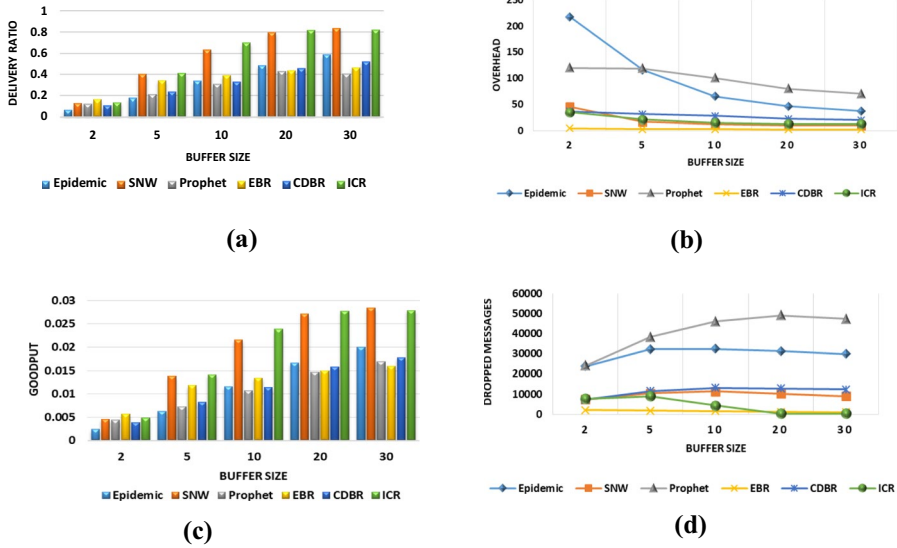 1
0.8
0.6
0.4
0.2
0
DELIVERY RATIO
2 5 10 20 30
BUFFER SIZE
Epidemic SNW Prophet EBR CDBR ICR
(a)
250
200
150
100
50
0
OVERHEAD
2 5 10 20 30
BUFFER SIZE
Epidemic SNW Prophet EBR CDBR ICR
(b)
0.03
0.025
0.02
0.015
0.01
0.005
0
GOODPUT
2 5 10 20 30
BUFFER SIZE
Epidemic SNW Prophet EBR CDBR ICR
(c)
60000
50000
40000
30000
20000
10000
0
DROPPED MESSAGES
2 5 10 20 30
BUFFER SIZE
Epidemic SNW Prophet EBR CDBR ICR
(d)